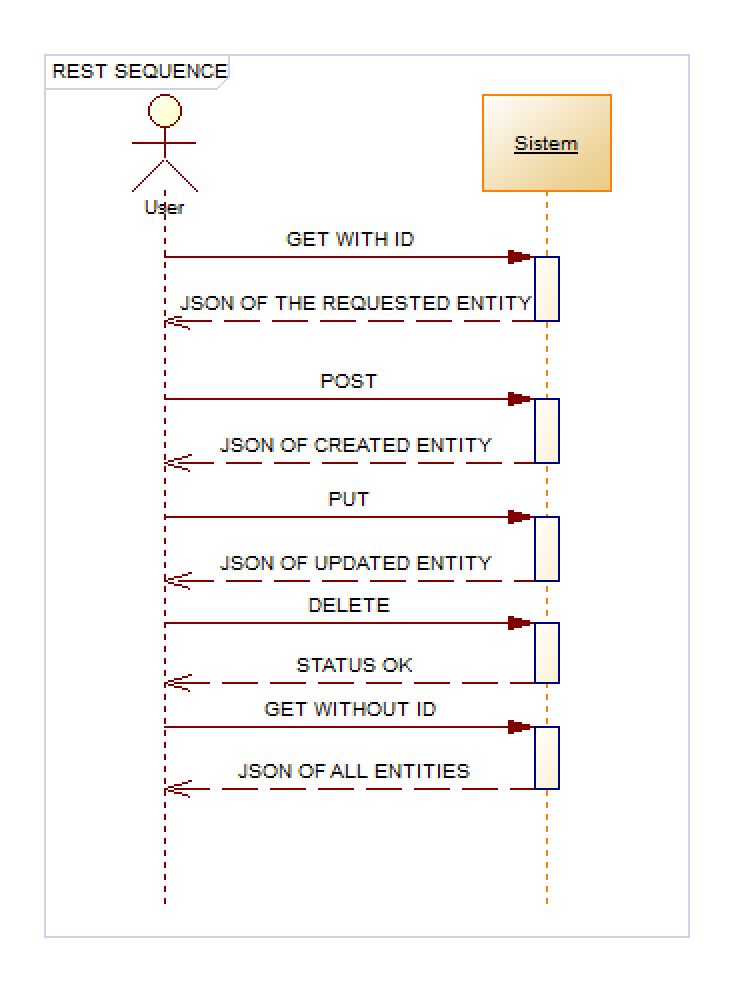 REST SEQUENCE
User
Sistem
GET WITH ID
JSON OF THE REQUESTED ENTITY
POST
JSON OF CREATED ENTITY
PUT
JSON OF UPDATED ENTITY
DELETE
STATUS OK
GET WITHOUT ID
JSON OF ALL ENTITIES